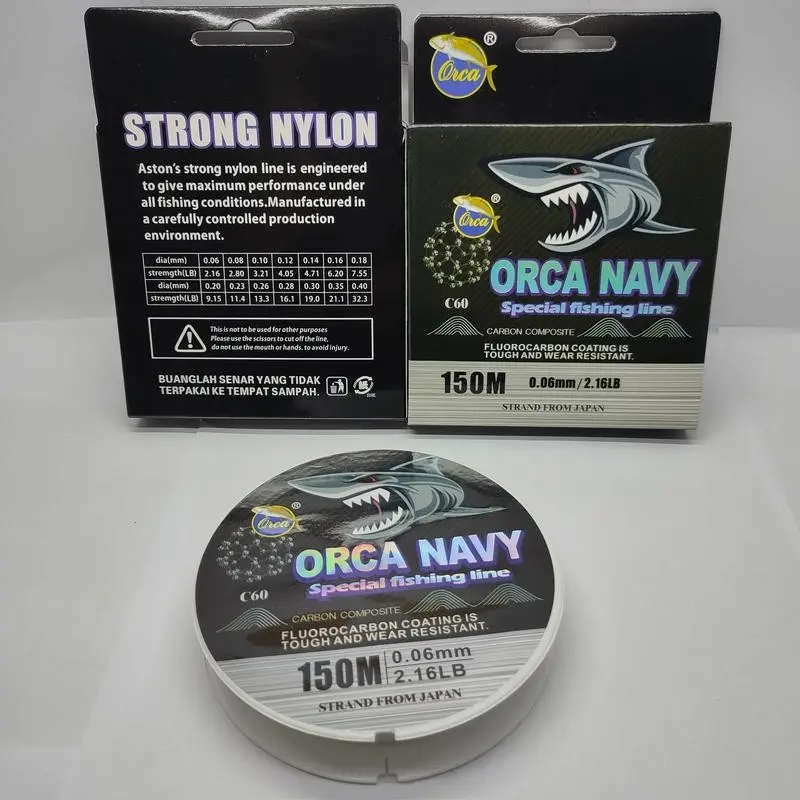 STRONG NYLON
Aston's strong nylon line is engineered
to give maximum performance under
all fishing conditions.Manufactured in
a carefully controlled production
environment.
dia(mm) 0.06 0.08 0.10 0.12 0.14 0.16 0.18
stremgth(LB) 2.16 2.80 3.21 4.05 4.71 6.20 7.55
dia(mm) 0.20 0.23 0.26 0.28 0.30 0.35 0.40
stremgth(LB) 9.15 11.4 13.3 16.1 19.0 21.1 32.3
This is not to be used for other purposes
Please use the scissors to cut off the line,
do not use the mouth or hands. to avoid injury.
BUANGLAH SENAR YANG TIDAK
TERPAKAI KE TEMPAT SAMPAH.
Orca ®
Orca ®
C60
ORCA NAVY
Special fishing line
CARBON COMPOSITE
FLUOROCARBON COATING IS
TOUGH AND WEAR RESISTANT.
150M 0.06mm/2.16LB
STRAND FROM JAPAN
Orca ®
C60
ORCA NAVY
Special fishing line
CARBON COMPOSITE
FLUOROCARBON COATING IS
TOUGH AND WEAR RESISTANT.
150M 0.06mm
2.16LB
STRAND FROM JAPAN